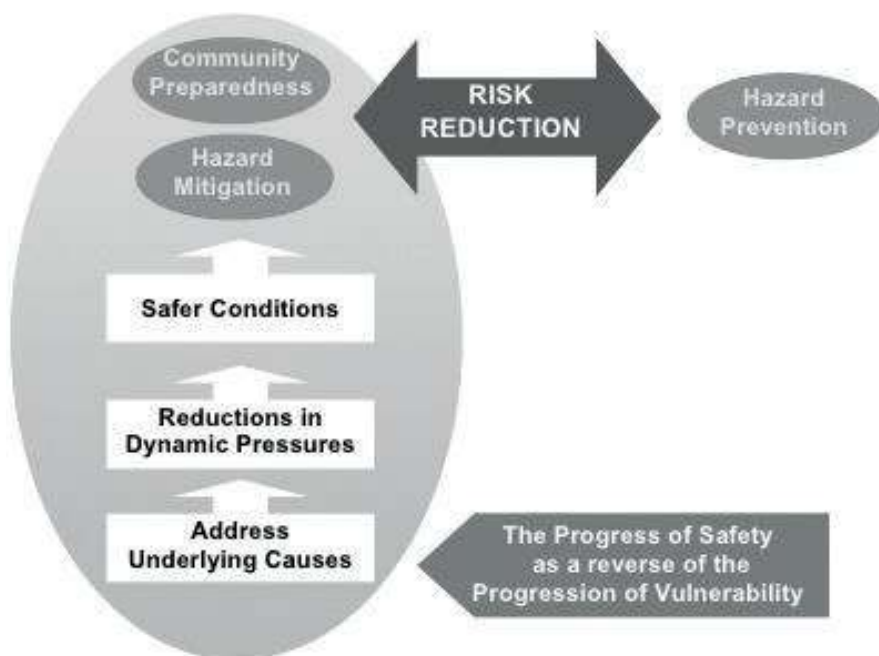 Community
Preparedness
Hazard
Mitigation
RISK
REDUCTION
Hazard
Prevention
Safer Conditions
Reductions in
Dynamic Pressures
Address
Underlying Causes
The Progress of Safety
as a reverse of the
Progression of Vulnerability